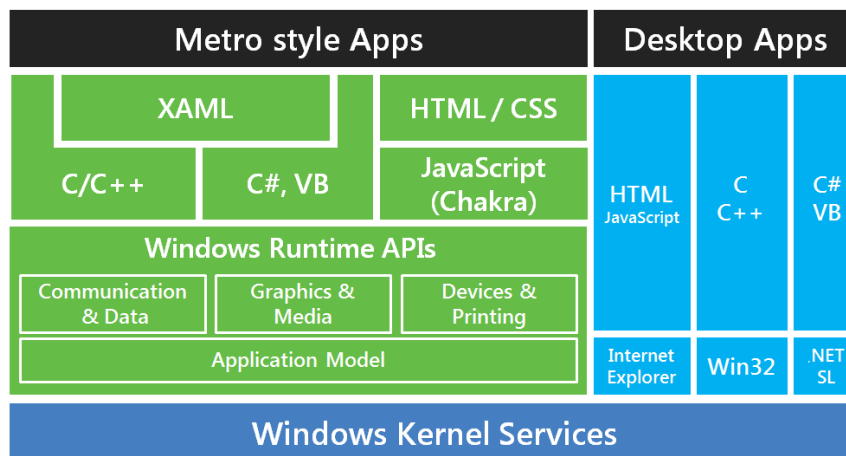 Metro style Apps
Desktop Apps
XAML
HTML / CSS
C/C++
C#, VB
JavaScript
(Chakra)
HTML
JavaScript
C
C++
C#
VB
Windows Runtime APIs
Communication
& Data
Graphics &
Media
Devices &
Printing
Application Model
Internet
Explorer
Win32
.NET
SL
Windows Kernel Services